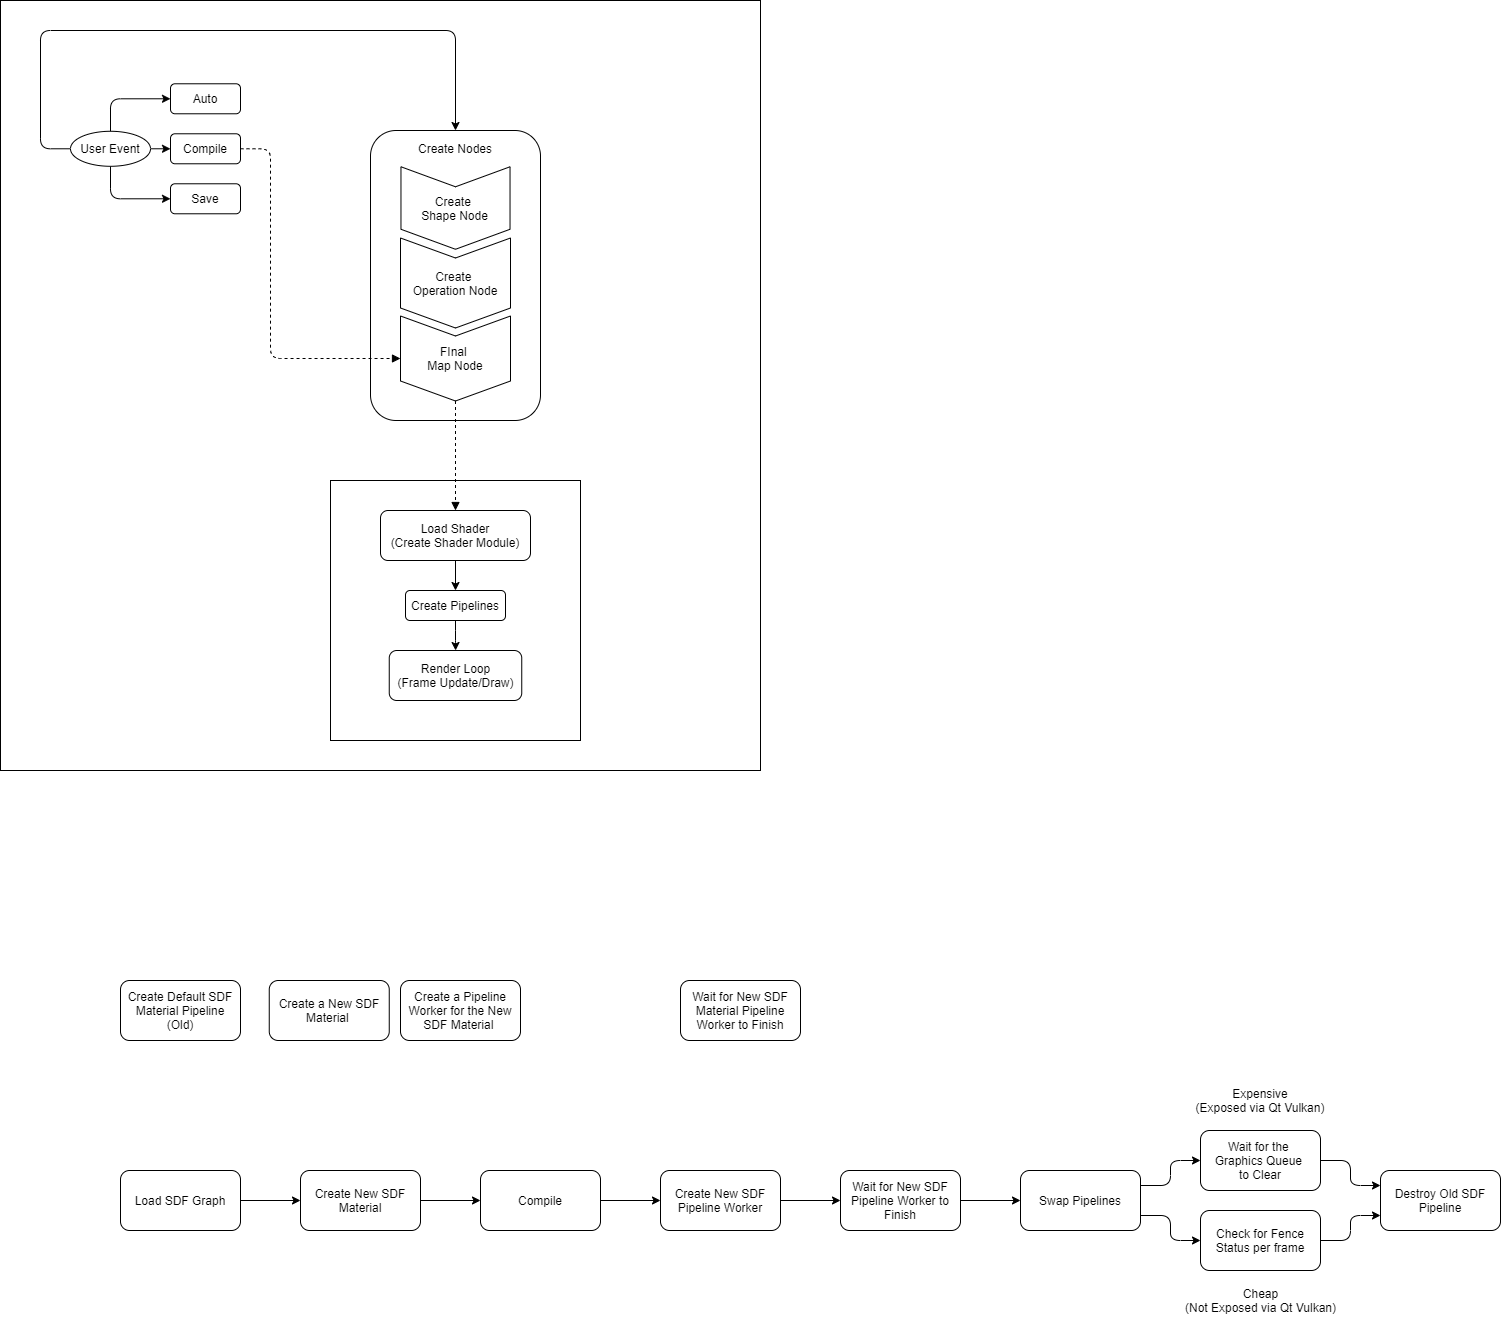 Auto
User Event
Compile
Save
Create Nodes
Create
Shape Node
Create
Operation Node
FInal
Map Node
Load Shader
(Create Shader Module)
Create Pipelines
Render Loop
(Frame Update/Draw)
Create Default SDF
Material Pipeline
(Old)
Create a New SDF
Material
Create a Pipeline
Worker for the New
SDF Material
Wait for New SDF
Material Pipeline
Worker to Finish
Load SDF Graph
Create New SDF
Material
Compile
Create New SDF
Pipeline Worker
Wait for New SDF
Pipeline Worker to
Finish
Swap Pipelines
Expensive
(Exposed via Qt Vulkan)
Wait for the
Graphics Queue
to Clear
Check for Fence
Status per frame
Cheap
(Not Exposed via Qt Vulkan)
Destroy Old SDF
Pipeline